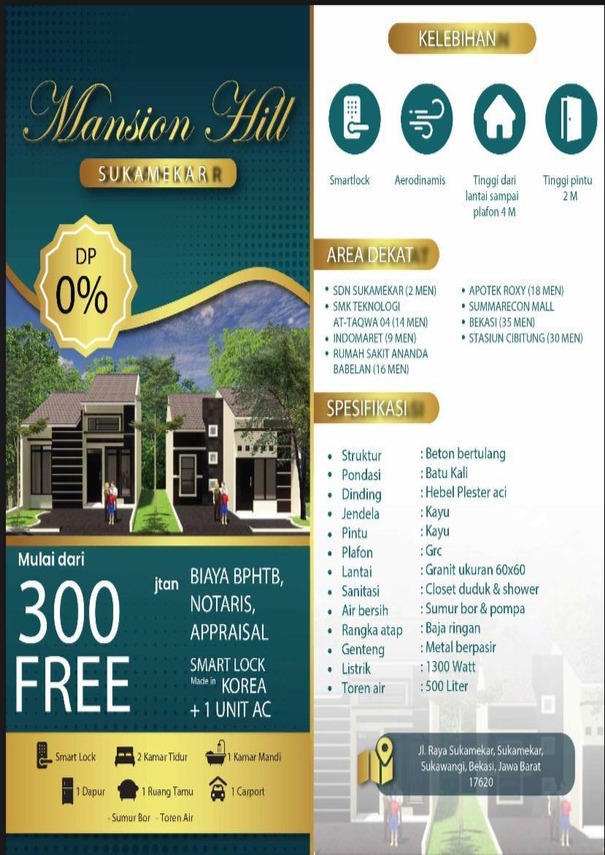 Mansion Hill
SUKAMEKAR
DP
0%
Mulai dari
300
jtan
FREE
BIAYA BPHTB,
NOTARIS,
APPRAISAL
SMART LOCK
Made in KOREA
+ 1 UNIT AC
Smart Lock
2 Kamar Tidur
1 Kamar Mandi
1 Dapur
1 Ruang Tamu
1 Carport
- Sumur Bor - Toren Air
KELEBIHAN
Smartlock
Aerodinamis
Tinggi dari
lantai sampai
plafon 4 M
Tinggi pintu
2 M
AREA DEKAT
• SDN SUKAMEKAR (2 MEN)
• SMK TEKNOLOGI
AT-TAQWA 04 (14 MEN)
• INDOMARET (9 MEN)
• RUMAH SAKIT ANANDA
BABELAN (16 MEN)
• APOTEK ROXY (18 MEN)
• SUMMARECON MALL
• BEKASI (35 MEN)
• STASIUN CIBITUNG (30 MEN)
SPESIFIKASI
• Struktur : Beton bertulang
• Pondasi : Batu Kali
• Dinding : Hebel Plester aci
• Jendela : Kayu
• Pintu : Kayu
• Plafon : Grc
• Lantai : Granit ukuran 60x60
• Sanitasi : Closet duduk & shower
• Air bersih : Sumur bor & pompa
• Rangka atap : Baja ringan
• Genteng : Metal berpasir
• Listrik : 1300 Watt
• Toren air : 500 Liter
Jl. Raya Sukamekar, Sukamekar,
Sukawangi, Bekasi, Jawa Barat
17620